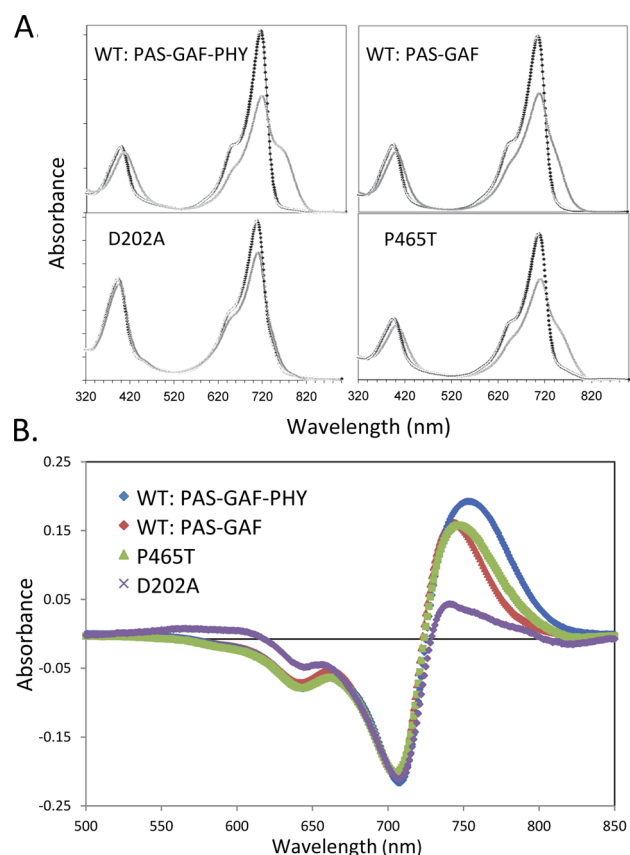 A.
WT: PAS-GAF-PHY
WT: PAS-GAF
D202A
P465T
Absorbance
320 420 520 620 720 820
320 420 520 620 720 820
Wavelength (nm)
B.
0.25
0.15
0.05
-0.05
-0.15
-0.25
Absorbance
WT: PAS-GAF-PHY
WT: PAS-GAF
P465T
D202A
500 550 600 650 700 750 800 850
Wavelength (nm)